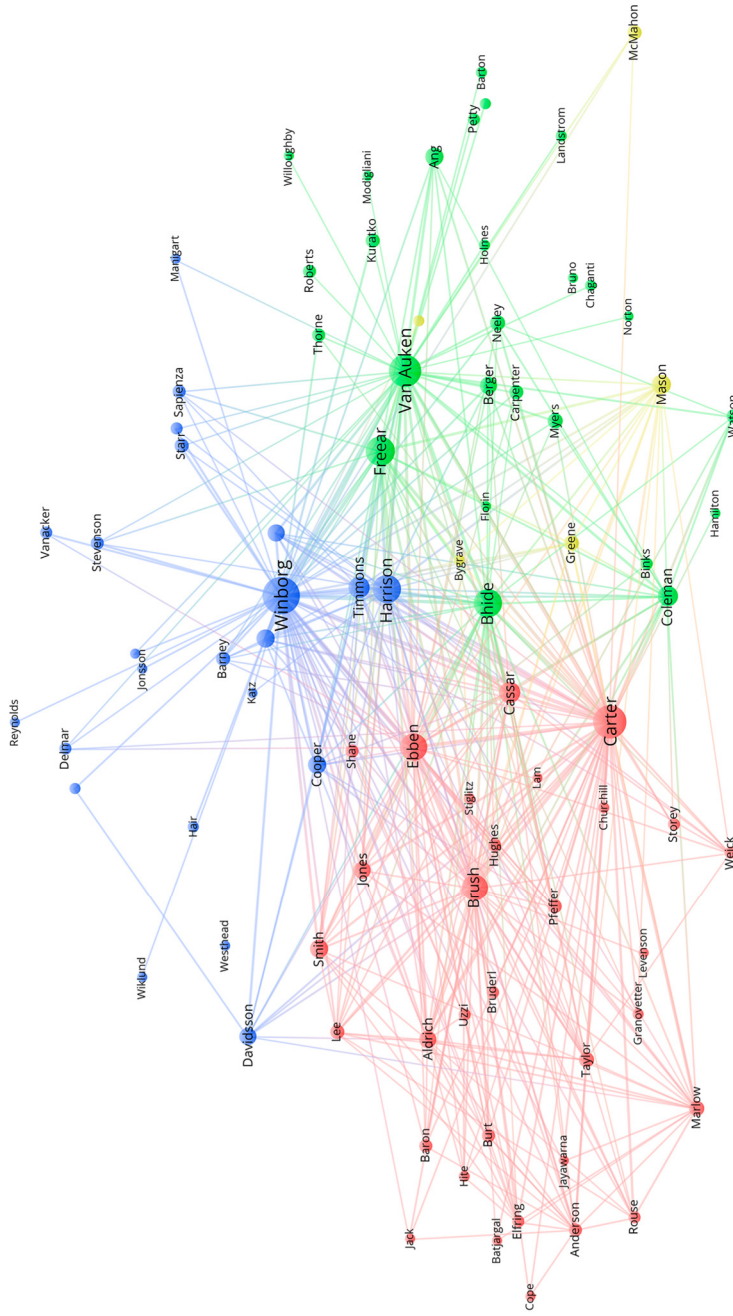 McMahon
Barton
Petty
Landstrom
Ang
Willoughby
Modigliani
Kuratko
Holmes
Manigart
Roberts
Bruno
Chaganti
Norton
Thorne
Neeley
Van Auken
Sapienza
Berger
Carpenter
Mason
Myers
Watson
Starr
Freear
Florin
Hamilton
Vanacker
Stevenson
Greene
Bygrave
Binks
Winborg
Timmons
Harrison
Bhide
Coleman
Jonsson
Barney
Katz
Cassar
Reynolds
Carter
Delmar
Ebben
Shane
Cooper
Lam
Stiglitz
Churchill
Hair
Storey
Hughes
Weick
Jones
Brush
Pfeffer
Smith
Westhead
Levenson
Wiklund
Bruderl
Uzzi
Granovetter
Davidsson
Lee
Aldrich
Taylor
Marlow
Baron
Burt
Jayawarna
Hite
Elfring
Rouse
Anderson
Jack
Batjargal
Cope